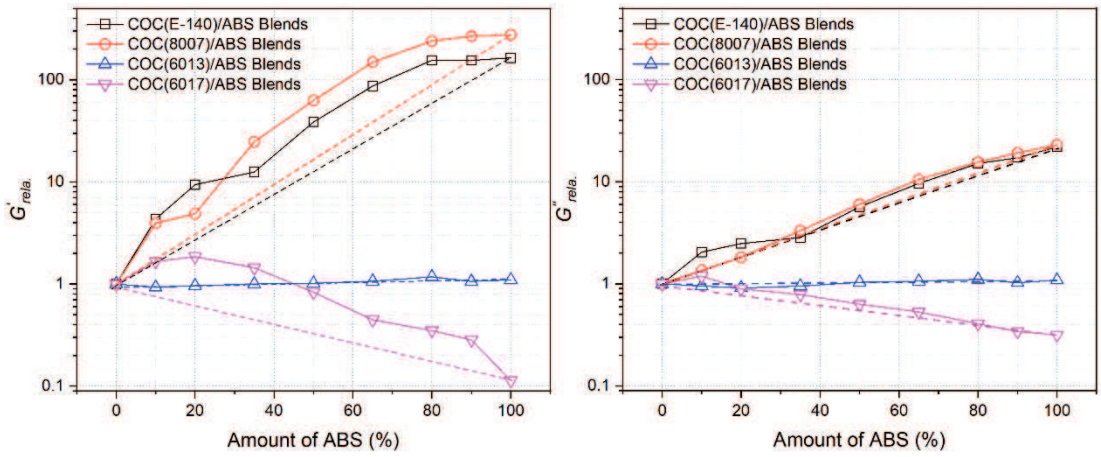 COC(E-140)/ABS Blends
COC(8007)/ABS Blends
COC(6013)/ABS Blends
COC(6017)/ABS Blends
100
10
1
0.1
G'rela.
0 20 40 60 80 100
Amount of ABS (%)
COC(E-140)/ABS Blends
COC(8007)/ABS Blends
COC(6013)/ABS Blends
COC(6017)/ABS Blends
100
10
1
0.1
G"rela.
0 20 40 60 80 100
Amount of ABS (%)